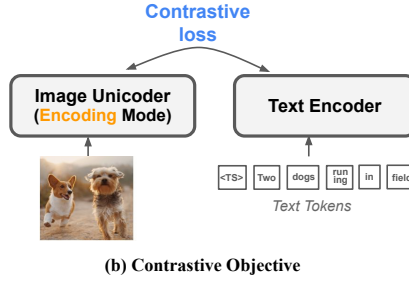 Contrastive
loss
Image Unicoder
(Encoding Mode)
Text Encoder
<TS>
Two
dogs
run
ing
in
field
Text Tokens
(b) Contrastive Objective